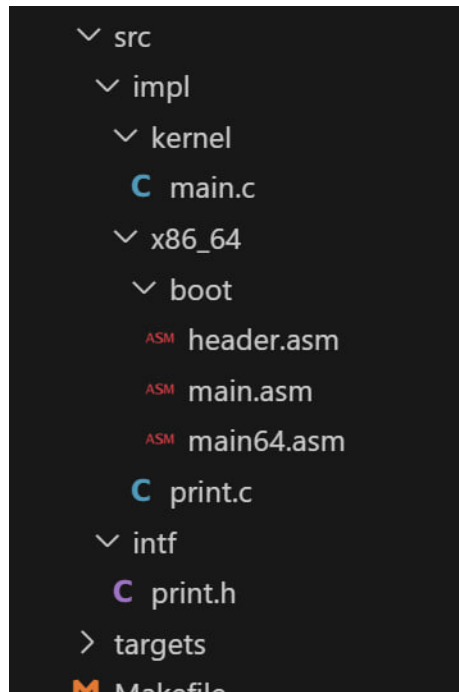 src
impl
kernel
C main.c
x86_64
boot
ASM header.asm
ASM main.asm
ASM main64.asm
C print.c
intf
C print.h
targets
Makefile